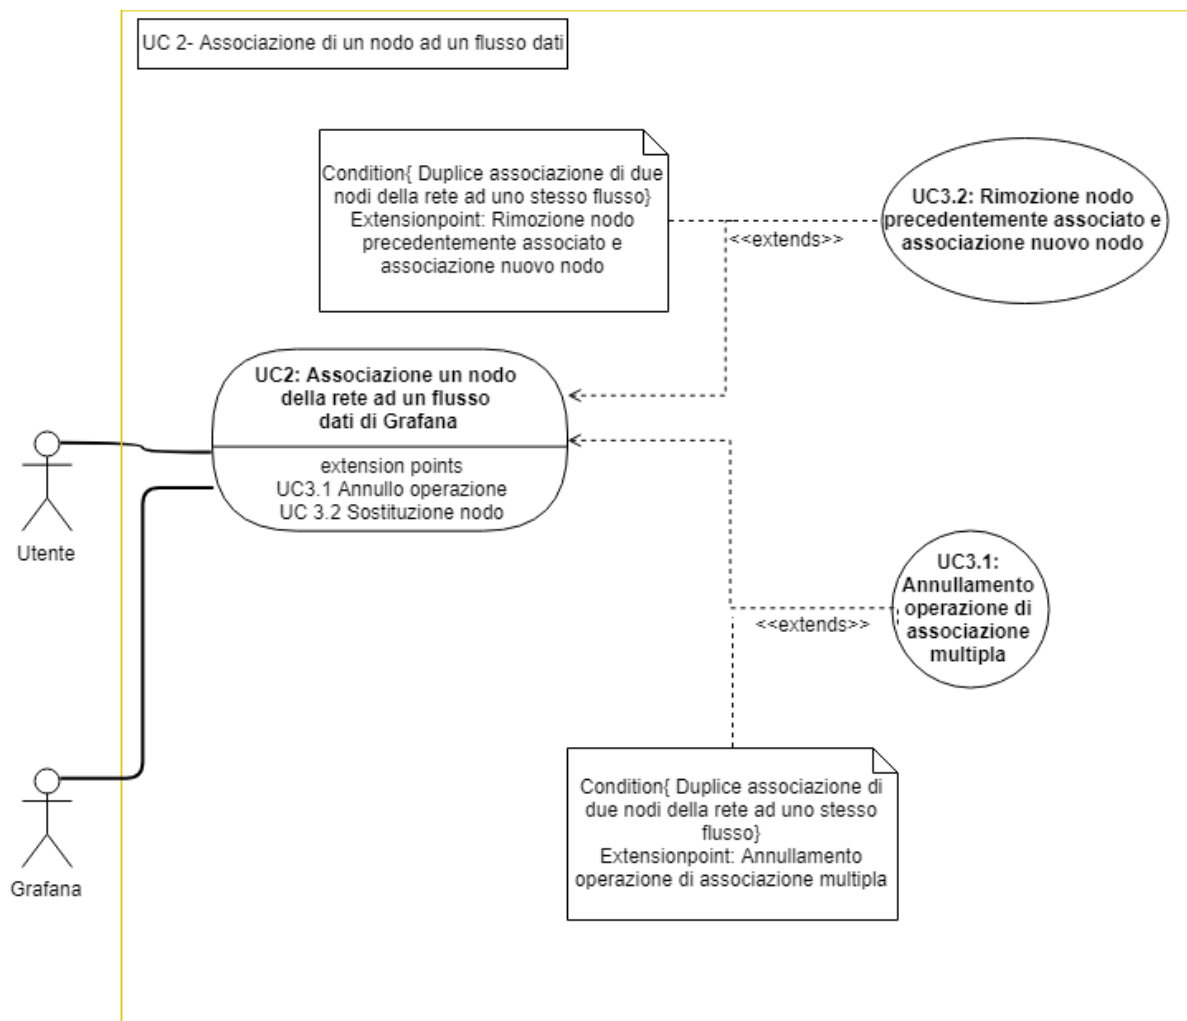 UC 2- Associazione di un nodo ad un flusso dati
Condition{ Duplice associazione di due
nodi della rete ad uno stesso flusso}
Extensionpoint: Rimozione nodo
precedentemente associato e
associazione nuovo nodo
UC3.2: Rimozione nodo
precedentemente associato e
associazione nuovo nodo
<<extends>>
UC2: Associazione un nodo
della rete ad un flusso
dati di Grafana
extension points
UC3.1 Annullo operazione
UC 3.2 Sostituzione nodo
Utente
UC3.1:
Annullamento
operazione di
associazione
multipla
<<extends>>
Condition{ Duplice associazione di
due nodi della rete ad uno stesso
flusso}
Extensionpoint: Annullamento
operazione di associazione multipla
Grafana